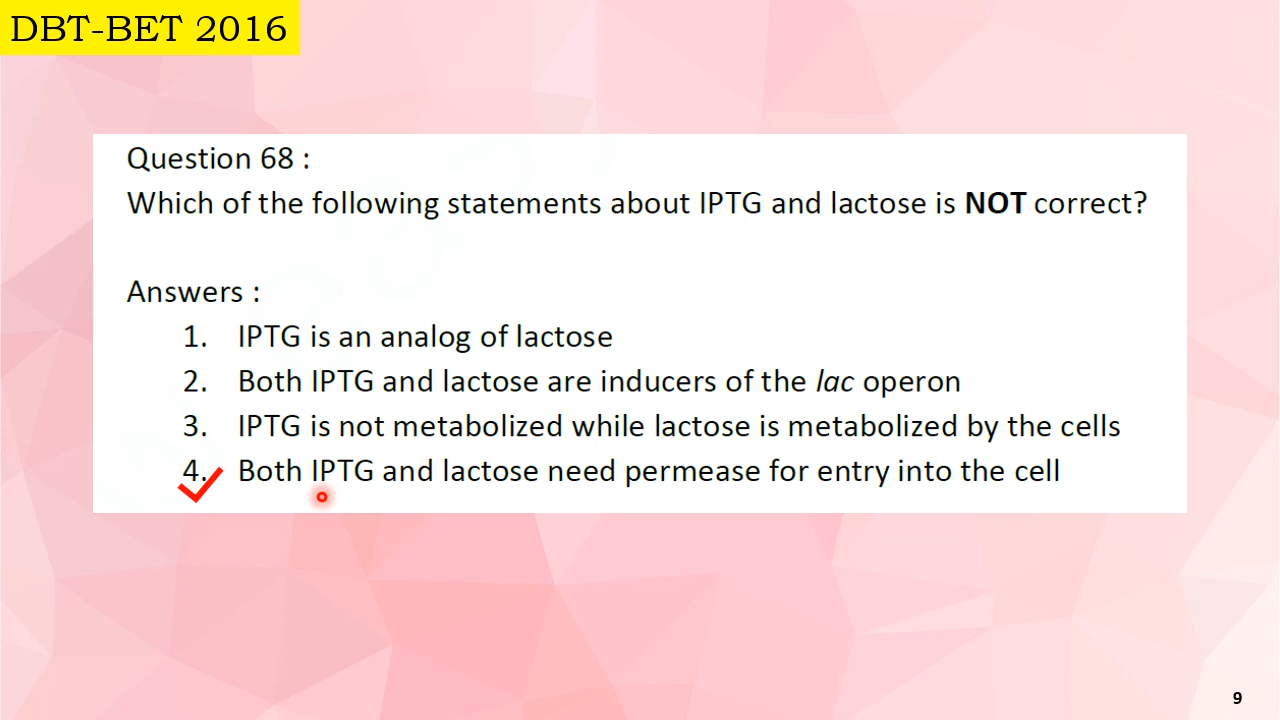 DBT-BET 2016
Question 68 :
Which of the following statements about IPTG and lactose is NOT correct?
Answers :
1. IPTG is an analog of lactose
2. Both IPTG and lactose are inducers of the lac operon
3. IPTG is not metabolized while lactose is metabolized by the cells
4. Both IPTG and lactose need permease for entry into the cell
9